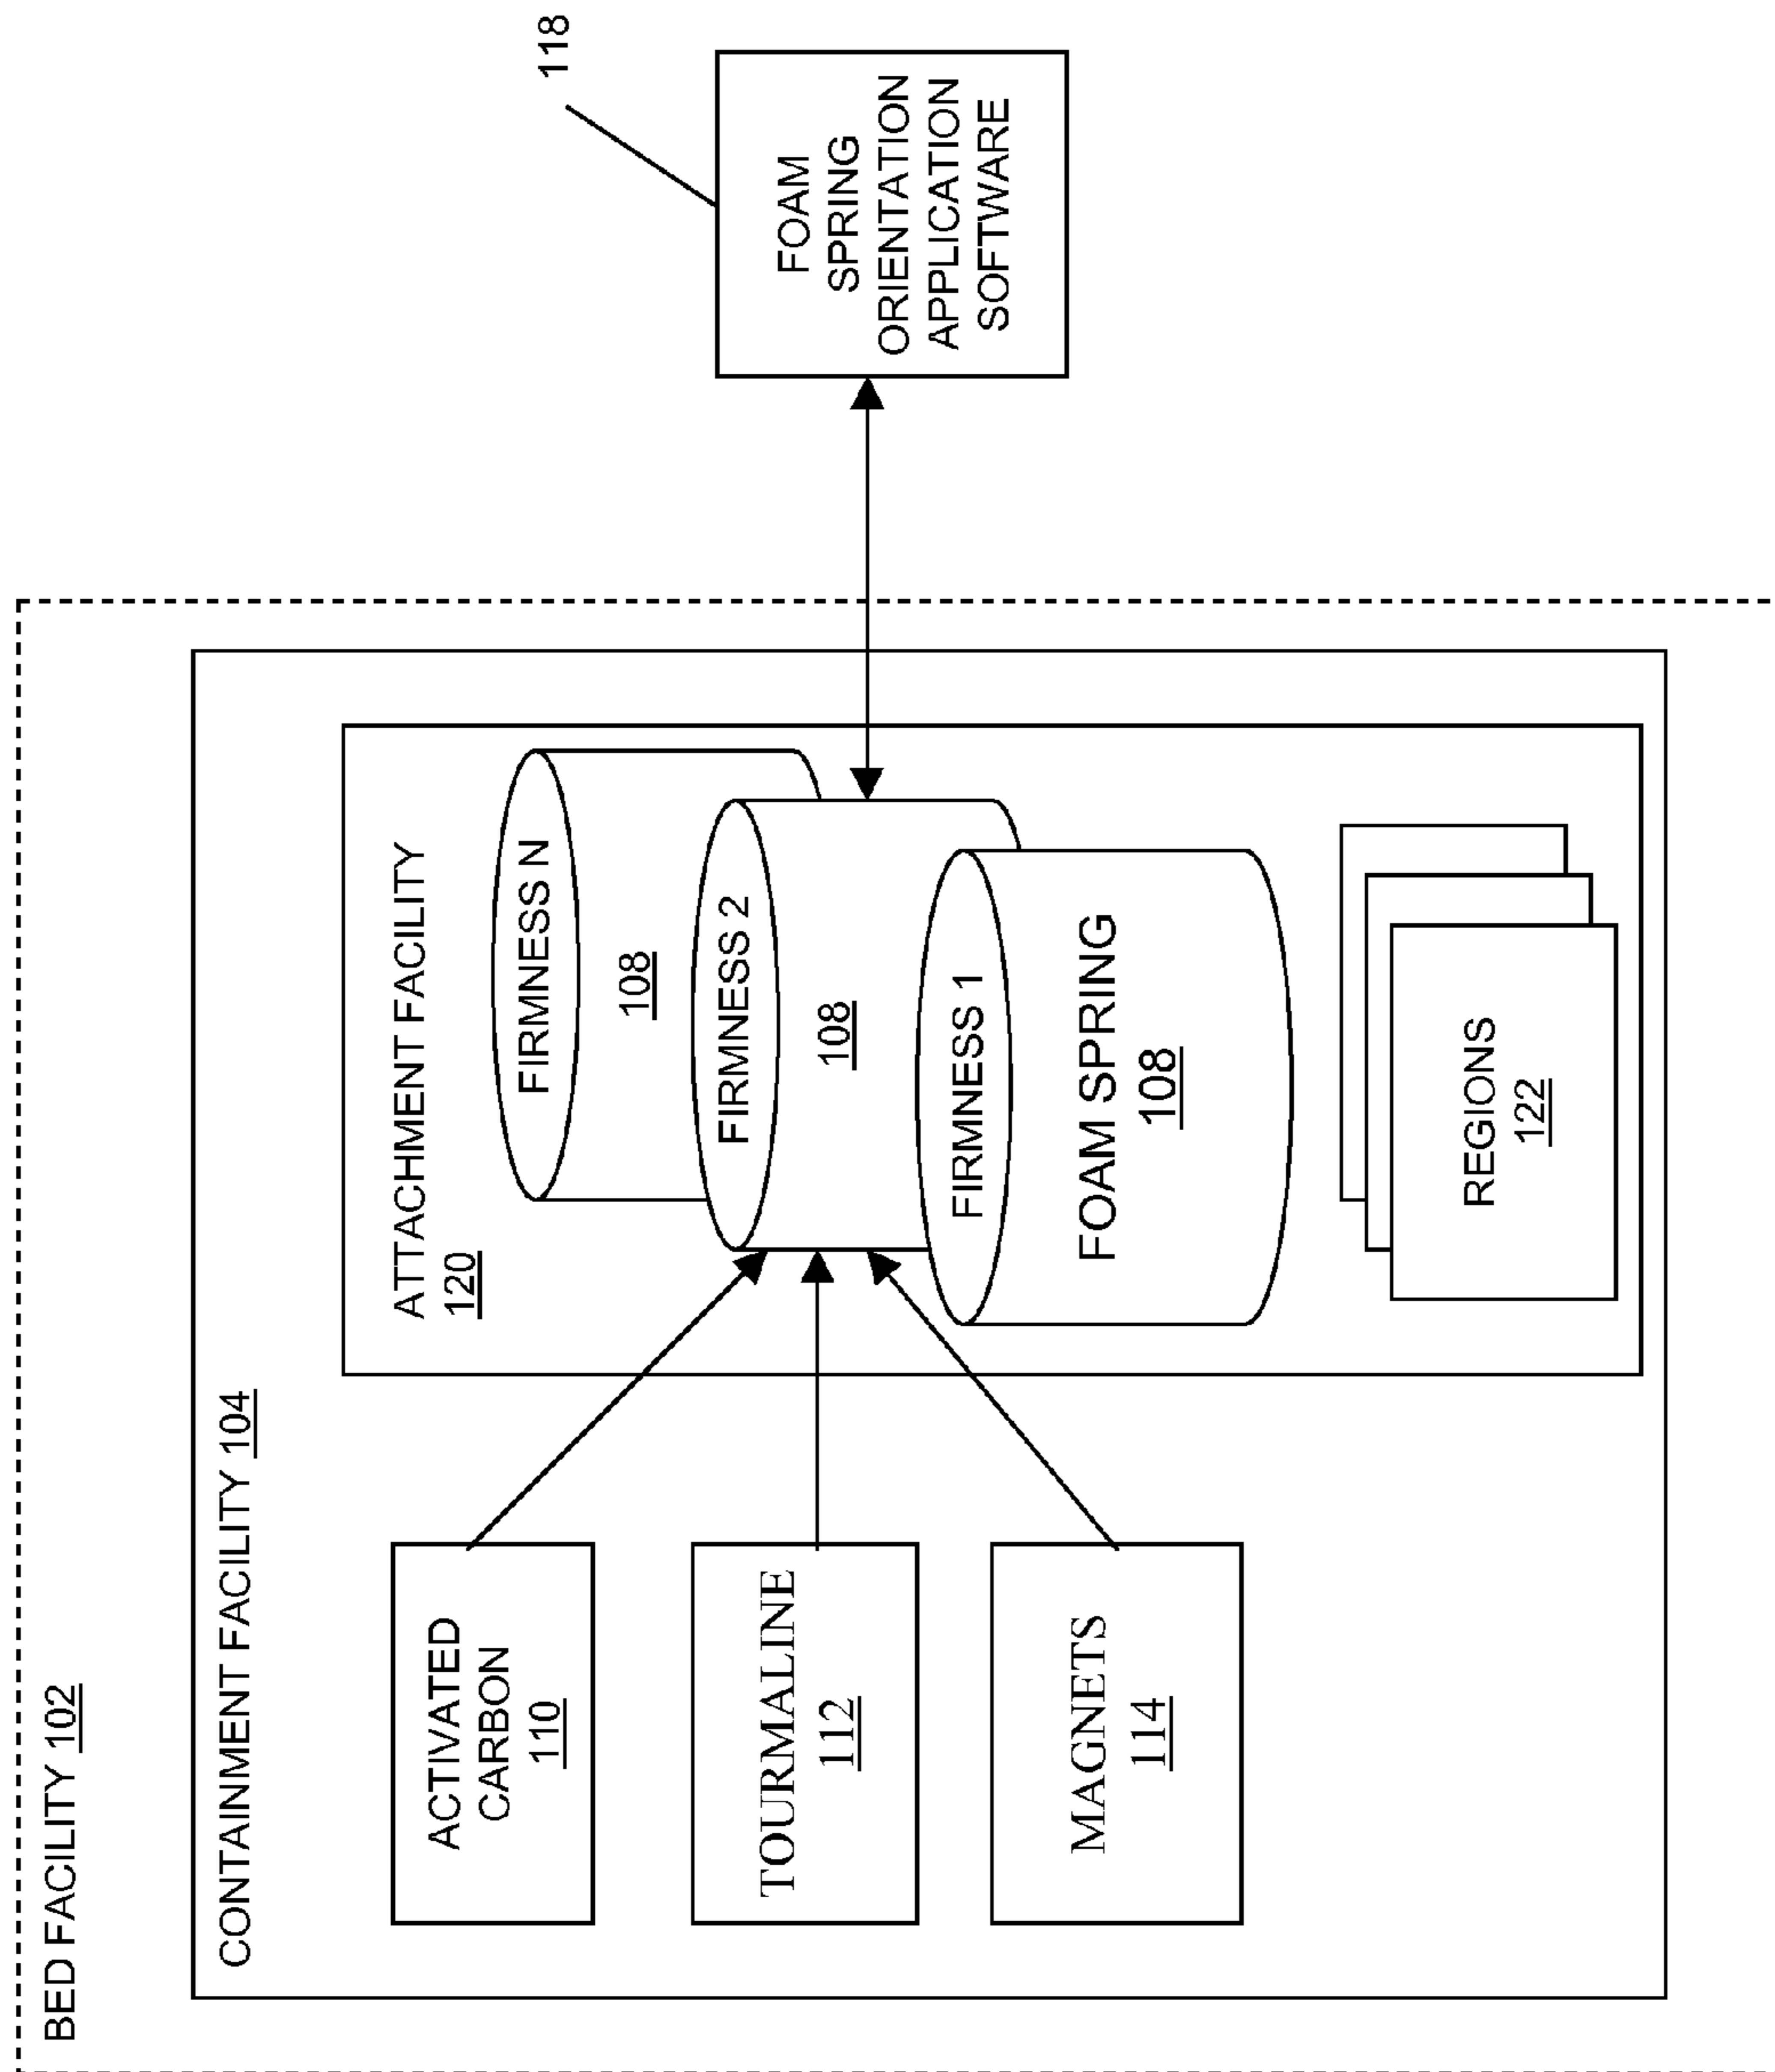 BED FACILITY 102
CONTAINMENT FACILITY 104
ATTACHMENT FACILITY
120
ACTIVATED
CARBON
110
TOURMALINE
112
MAGNETS
114
FIRMNESS N
108
FIRMNESS 2
108
FIRMNESS 1
FOAM SPRING
108
REGIONS
122
118
FOAM
SPRING
ORIENTATION
APPLICATION
SOFTWARE